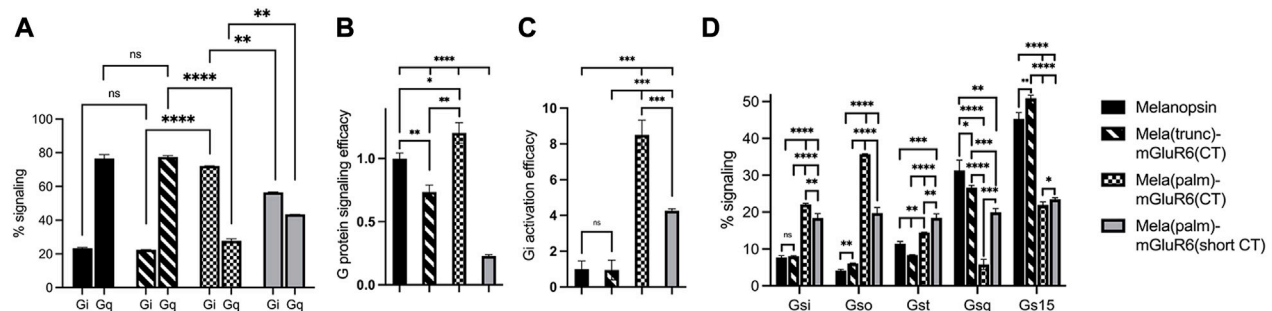 A
% signaling
100
80
60
40
20
0
ns
ns
****
****
**
**
Gi Gq Gi Gq Gi Gq Gi Gq
B
G protein signaling efficacy
1.0
0.5
0.0
****
*
**
**
C
Gi activation efficacy
10
8
6
4
2
0
***
***
***
ns
D
% signaling
50
40
30
20
10
0
****
****
ns
**
****
****
**
***
****
**
**
**
****
*
***
****
***
****
**
****
*
Gsi Gso Gst Gsq Gs15
Melanopsin
Mela(trunc)-
mGluR6(CT)
Mela(palm)-
mGluR6(CT)
Mela(palm)-
mGluR6(short CT)